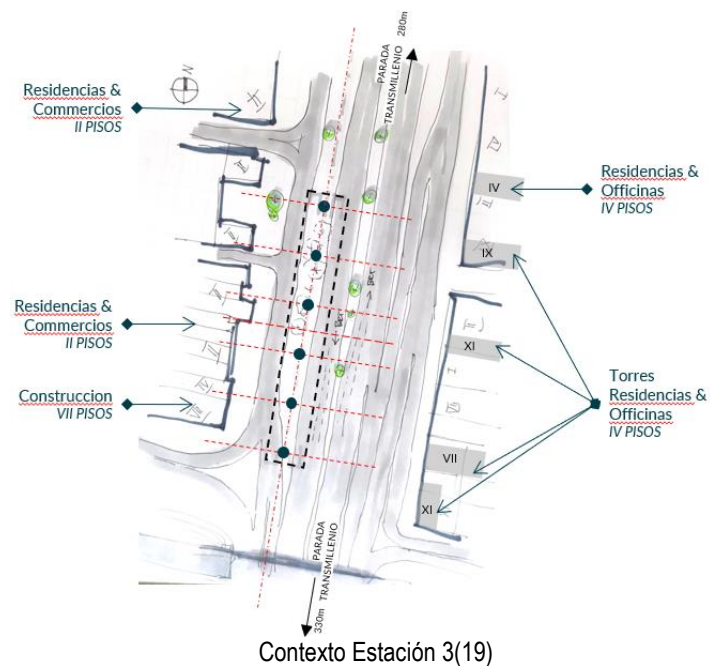 280m
PARADA
TRANSMILLENIO
N
Residencias &
Commercios
II PISOS
IV
Residencias &
Officinas
IV PISOS
IX
Residencias &
Commercios
II PISOS
XI
Construccion
VII PISOS
Torres
Residencias &
Officinas
IV PISOS
VII
XI
PARADA
TRANSMILLENIO
330m
Contexto Estación 3(19)